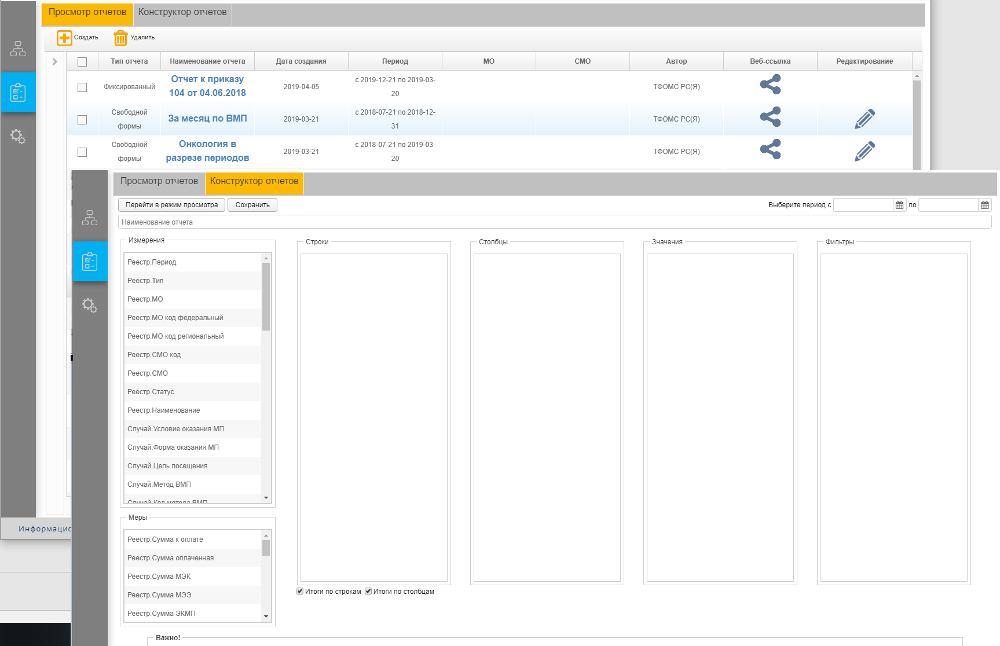 Просмотр отчетов Конструктор отчетов
Создать Удалить
Тип отчета Наименование отчета Дата создания Период МО СМО Автор Веб-ссылка Редактирование
Фиксированный Отчет к приказу 104 от 04.06.2018 2019-04-05 с 2019-12-21 по 2019-03-20 ТФОМС РС(Я)
Свободной формы За месяц по ВМП 2019-03-21 с 2018-07-21 по 2018-12-31 ТФОМС РС(Я)
Свободной формы Онкология в разрезе периодов 2019-03-21 с 2018-07-21 по 2019-03-20 ТФОМС РС(Я)
Просмотр отчетов Конструктор отчетов
Перейти в режим просмотра Сохранить Выберите период с по
Наименование отчета
Измерения Строки Столбцы Значения Фильтры
Реестр.Период
Реестр.Тип
Реестр.МО
Реестр.МО код федеральный
Реестр.МО код региональный
Реестр.СМО код
Реестр.СМО
Реестр.Статус
Реестр.Наименование
Случай.Условие оказания МП
Случай.Форма оказания МП
Случай.Цель посещения
Случай.Метод ВМП
Случай.Код метода ВМП
Меры
Реестр.Сумма к оплате
Реестр.Сумма оплаченная
Реестр.Сумма МЭК
Реестр.Сумма МЭЭ
Реестр.Сумма ЭКМП
Итоги по строкам Итоги по столбцам
Информацио
Важно!